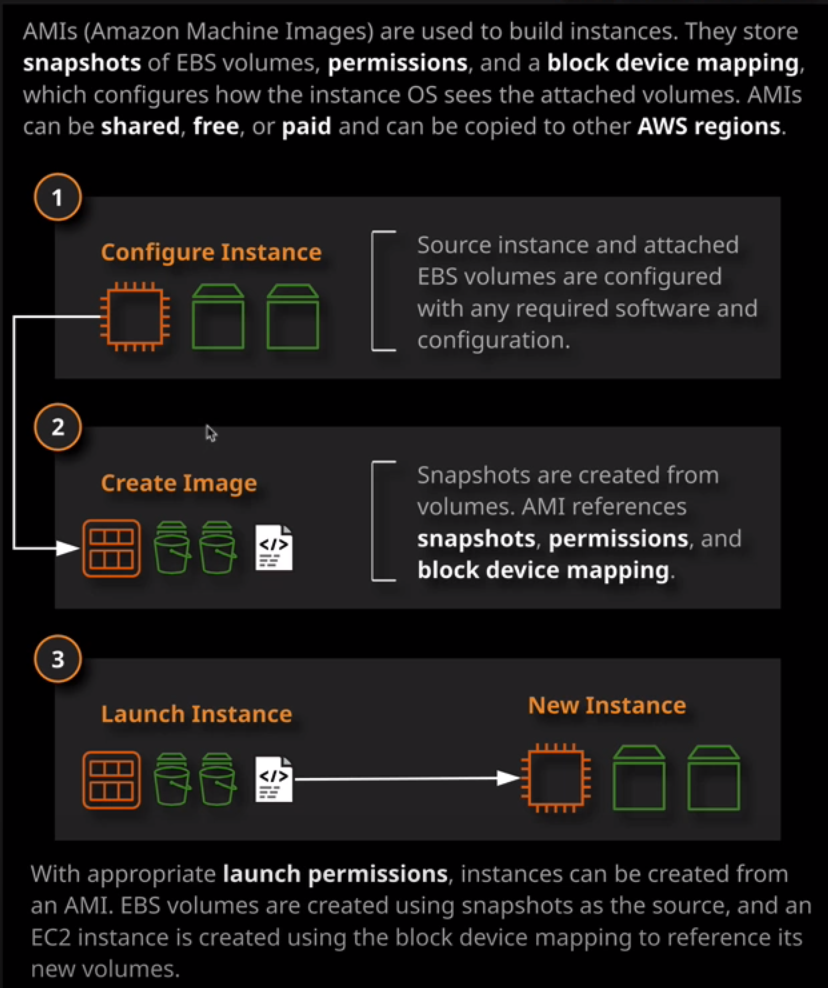 AMIs (Amazon Machine Images) are used to build instances. They store
snapshots of EBS volumes, permissions, and a block device mapping,
which configures how the instance OS sees the attached volumes. AMIs
can be shared, free, or paid and can be copied to other AWS regions.
1
Configure Instance
Source instance and attached
EBS volumes are configured
with any required software and
configuration.
2
Create Image
</>
Snapshots are created from
volumes. AMI references
snapshots, permissions, and
block device mapping.
3
Launch Instance
</>
New Instance
With appropriate launch permissions, instances can be created from
an AMI. EBS volumes are created using snapshots as the source, and an
EC2 instance is created using the block device mapping to reference its
new volumes.